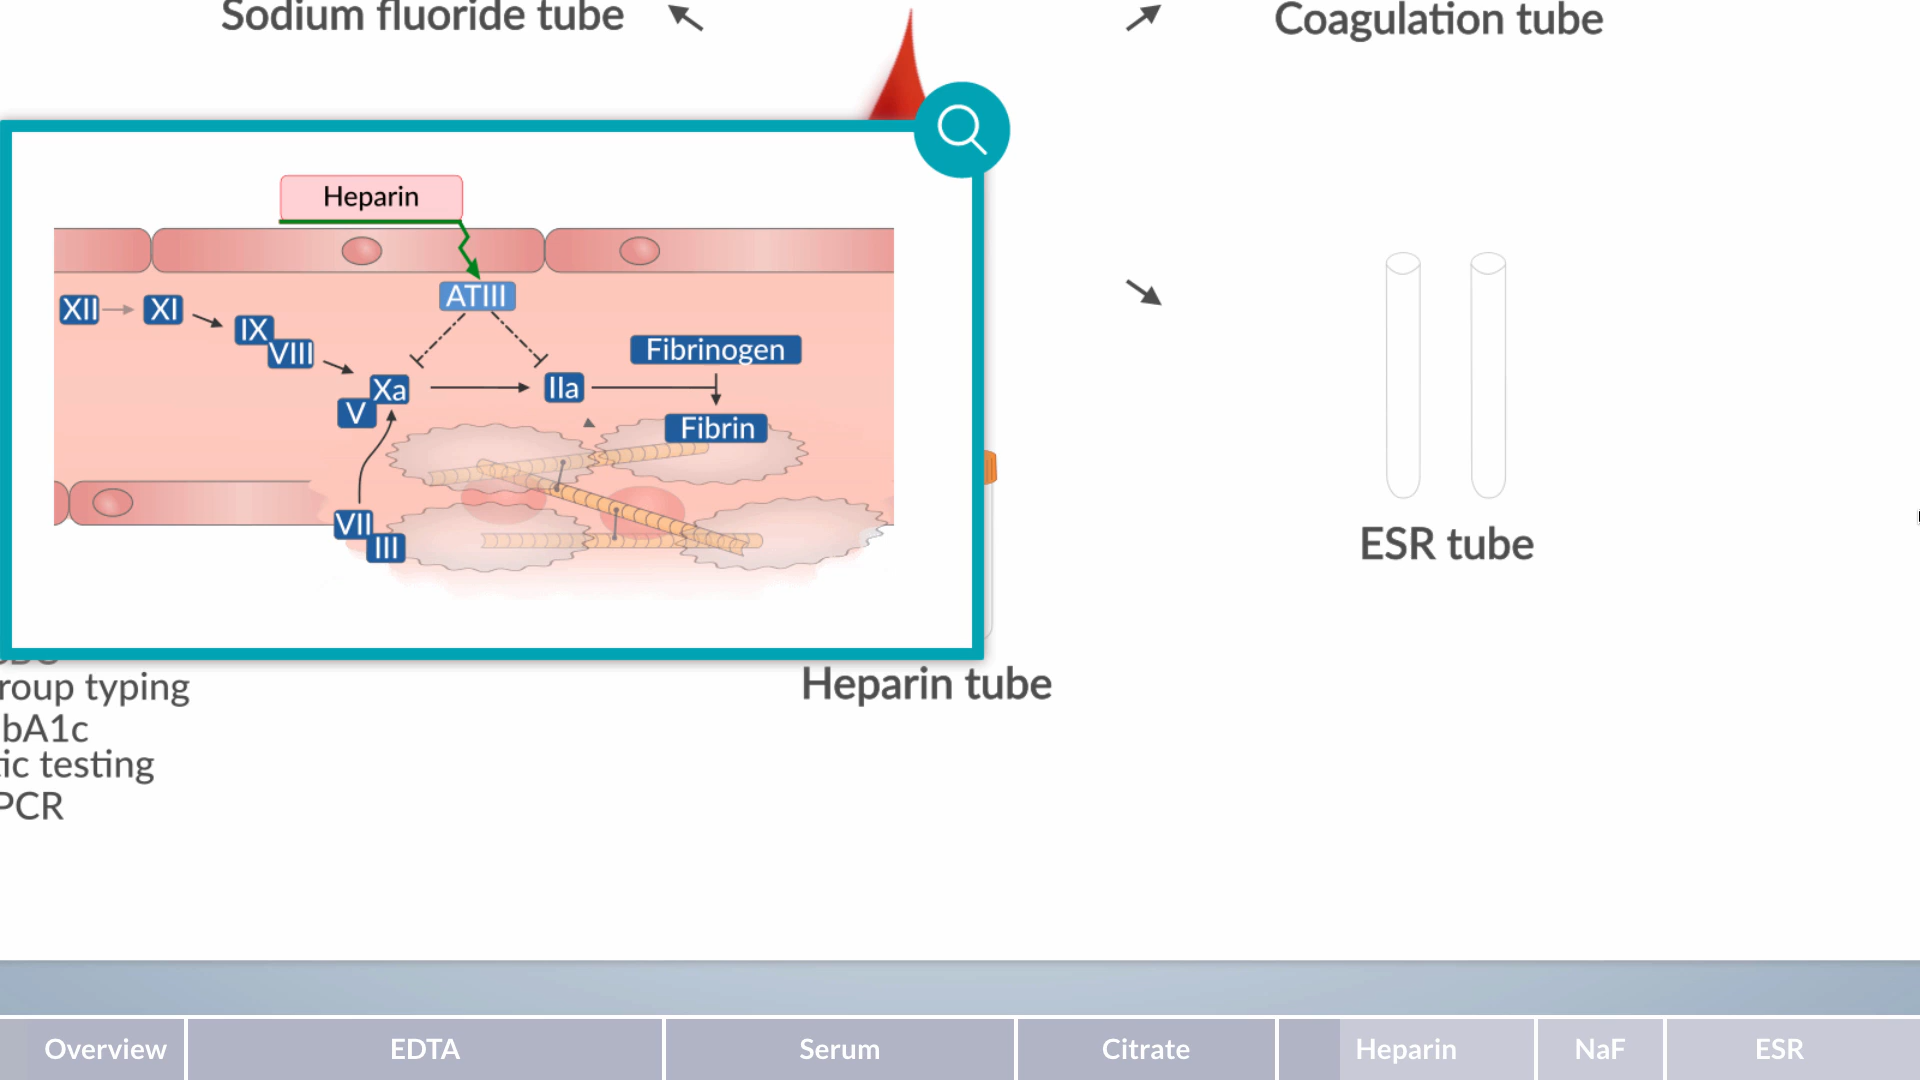 Sodium fluoride tube
Coagulation tube
Heparin
ATIII
XII
XI
IX
VIII
Xa
V
IIa
Fibrinogen
Fibrin
VII
III
ESR tube
Heparin tube
roup typing
bA1c
tic testing
PCR
Overview
EDTA
Serum
Citrate
Heparin
NaF
ESR